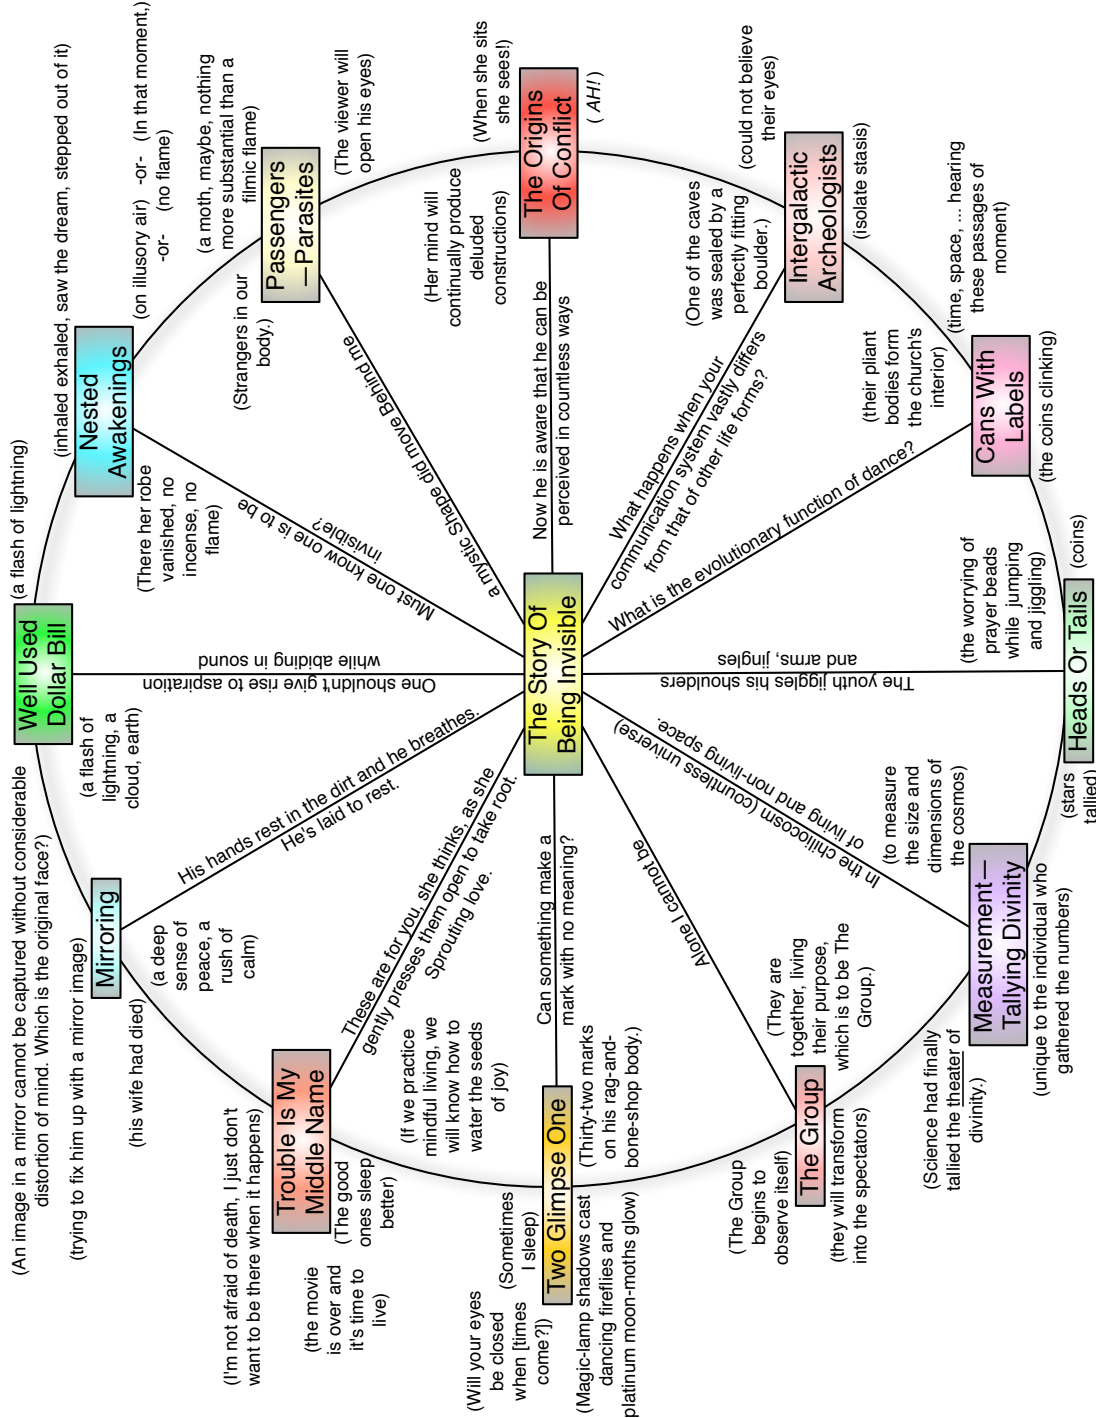 The Story Of
Being Invisible
The Origins
Of Conflict
(When she sits
she sees!)
( AH! )
(Her mind will
continually produce
deluded
constructions)
Now he is aware that he can be
perceived in countless ways
Intergalactic
Archeologists
(could not believe
their eyes)
(isolate stasis)
(One of the caves
was sealed by a
perfectly fitting
boulder.)
What happens when your
communication system vastly differs
from that of other life forms?
Cans With
Labels
(time, space, ... hearing
these passages of
moment)
(the coins clinking)
(their pliant
bodies form
the church's
interior)
What is the evolutionary function of dance?
Heads Or Tails
(coins)
(stars
tallied)
(the worrying of
prayer beads
while jumping
and jiggling)
The youth jiggles his shoulders
and arms, jingles
Measurement—
Tallying Divinity
(to measure
the size and
dimensions of
the cosmos)
(unique to the individual who
gathered the numbers)
(Science had finally
tallied the theater of
divinity.)
In the chiliocosm (countless universe)
of living and non-living space.
The Group
(They are
together, living
their purpose,
which is to be The
Group.)
(The Group
begins to
observe itself)
(they will transform
into the spectators)
Alone I cannot be
Two Glimpse One
(Sometimes
I sleep)
(Will your eyes
be closed
when [times
come?])
(Thirty-two marks
on his rag-and-
bone-shop body.)
(Magic-lamp shadows cast
dancing fireflies and
platinum moon-moths glow)
Can something make a
mark with no meaning?
Trouble Is My
Middle Name
(I'm not afraid of death, I just don't
want to be there when it happens)
(The good
ones sleep
better)
(the movie
is over and
it's time to
live)
(If we practice
mindful living, we
will know how to
water the seeds
of joy)
These are for you, she thinks, as she
gently presses them open to take root.
Sprouting love.
Mirroring
(An image in a mirror cannot be captured without considerable
distortion of mind. Which is the original face?)
(trying to fix him up with a mirror image)
(his wife had died)
(a deep
sense of
peace, a
rush of
calm)
His hands rest in the dirt and he breathes.
He's laid to rest.
Well Used
Dollar Bill
(a flash of lightning)
(a flash of
lightning, a
cloud, earth)
One shouldn't give rise to aspiration
while abiding in sound
Nested
Awakenings
(inhaled exhaled, saw the dream, stepped out of it)
(on illusory air) -or- (In that moment,)
-or- (no flame)
(There her robe
vanished, no
incense, no
flame)
Must one know one is to be
invisible?
Passengers
—Parasites
(a moth, maybe, nothing
more substantial than a
filmic flame)
(The viewer will
open his eyes)
(Strangers in our
body.)
a mystic Shape did move Behind me